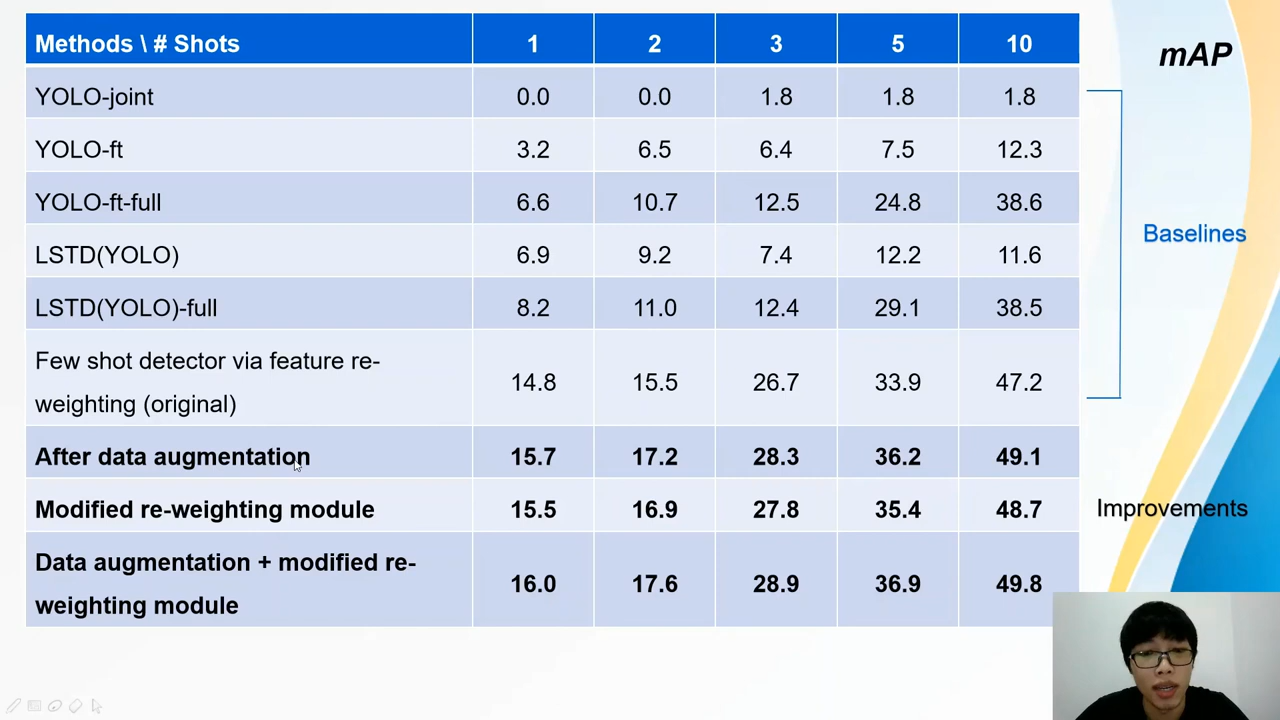 Methods \ # Shots 1 2 3 5 10
mAP
YOLO-joint 0.0 0.0 1.8 1.8 1.8
YOLO-ft 3.2 6.5 6.4 7.5 12.3
YOLO-ft-full 6.6 10.7 12.5 24.8 38.6
Baselines
LSTD(YOLO) 6.9 9.2 7.4 12.2 11.6
LSTD(YOLO)-full 8.2 11.0 12.4 29.1 38.5
Few shot detector via feature re-
weighting (original) 14.8 15.5 26.7 33.9 47.2
After data augmentation 15.7 17.2 28.3 36.2 49.1
Modified re-weighting module 15.5 16.9 27.8 35.4 48.7
Improvements
Data augmentation + modified re-
weighting module 16.0 17.6 28.9 36.9 49.8